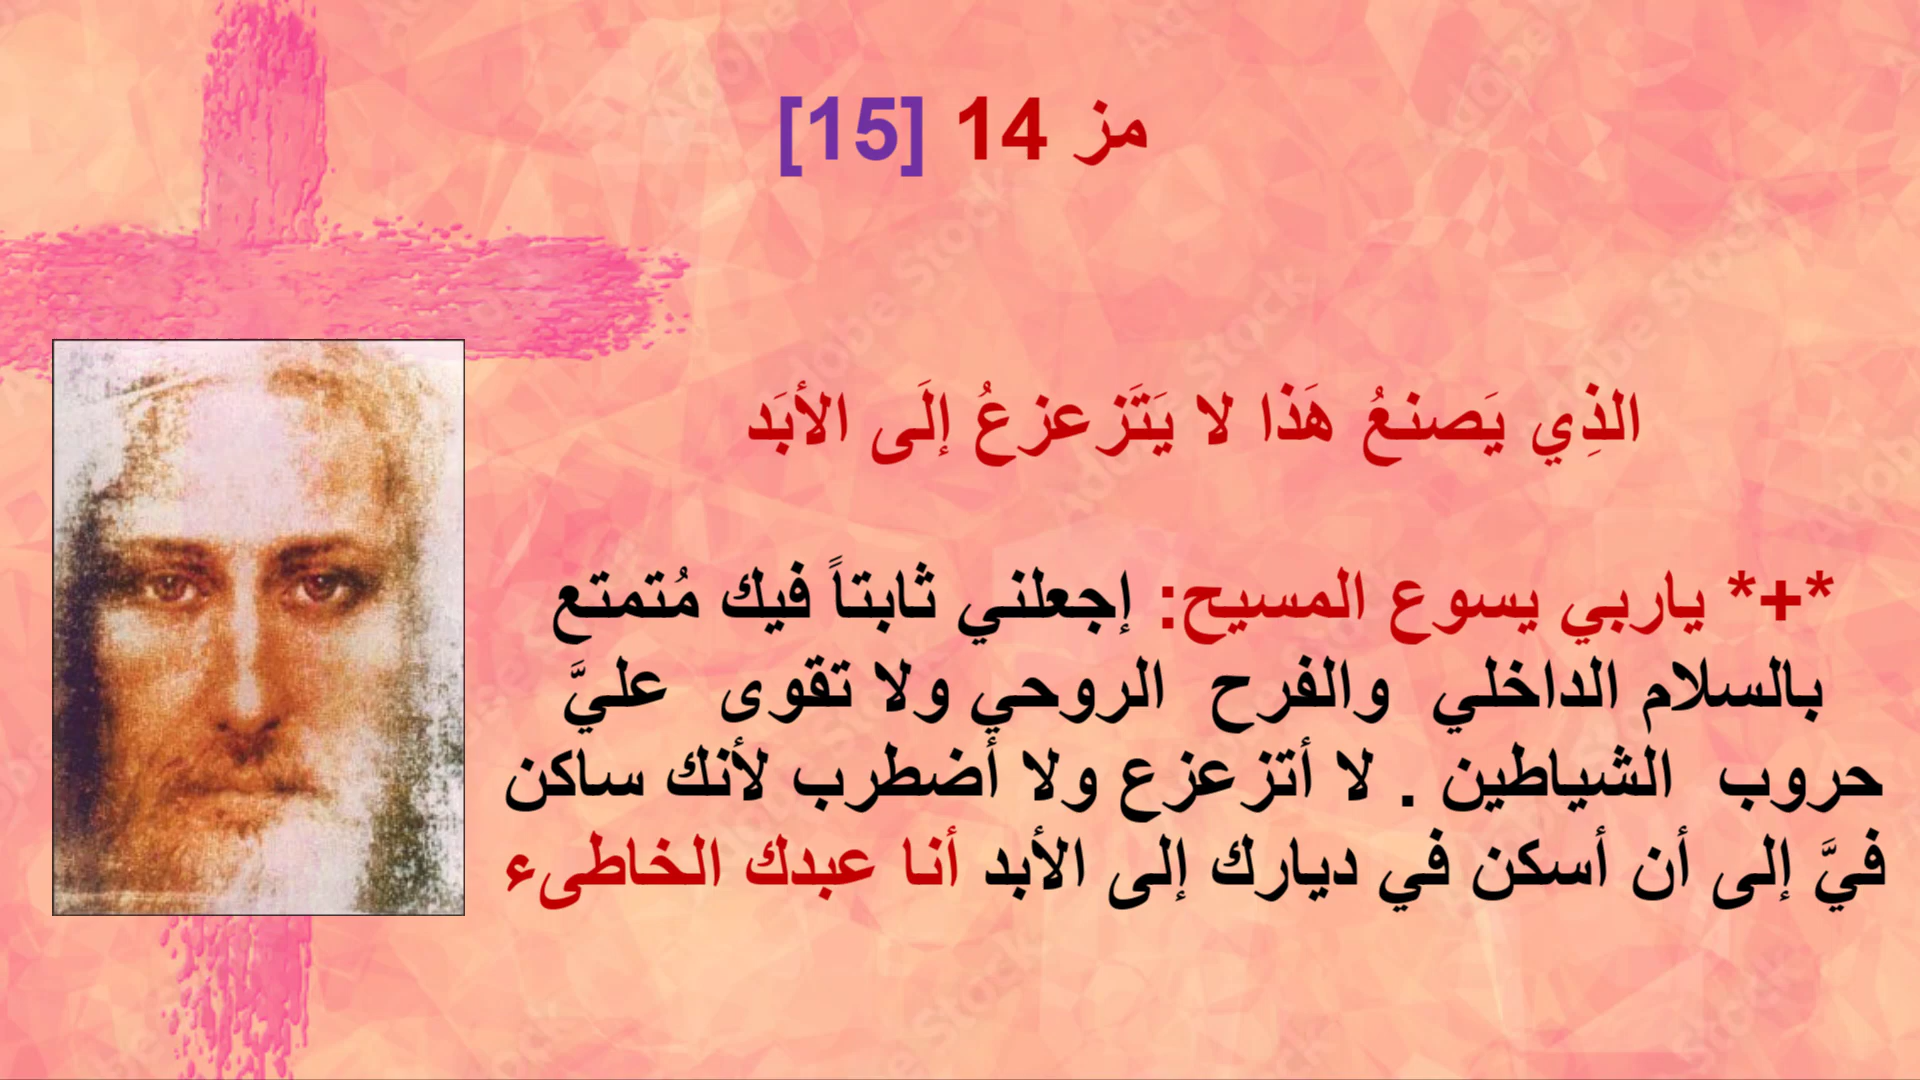 مز 14 [15]
الذِي يَصنعُ هَذا لا يَتَزعزعُ إلَى الأبَد
*+* ياربي يسوع المسيح: إجعلني ثابتاً فيك مُتمتع
بالسلام الداخلي والفرح الروحي ولا تقوى عليَّ
حروب الشياطين . لا أتزعزع ولا أضطرب لأنك ساكن
فيَّ إلى أن أسكن في ديارك إلى الأبد أنا عبدك الخاطىء
Adobe Stock